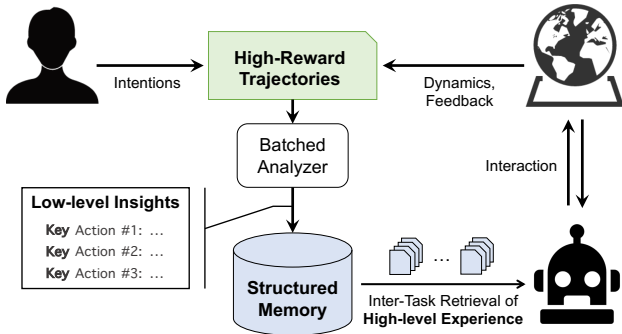 High-Reward
Trajectories
Intentions
Dynamics,
Feedback
Batched
Analyzer
Interaction
Low-level Insights
Key Action #1: ...
Key Action #2: ...
Key Action #3: ...
...
Structured
Memory
Inter-Task Retrieval of
High-level Experience